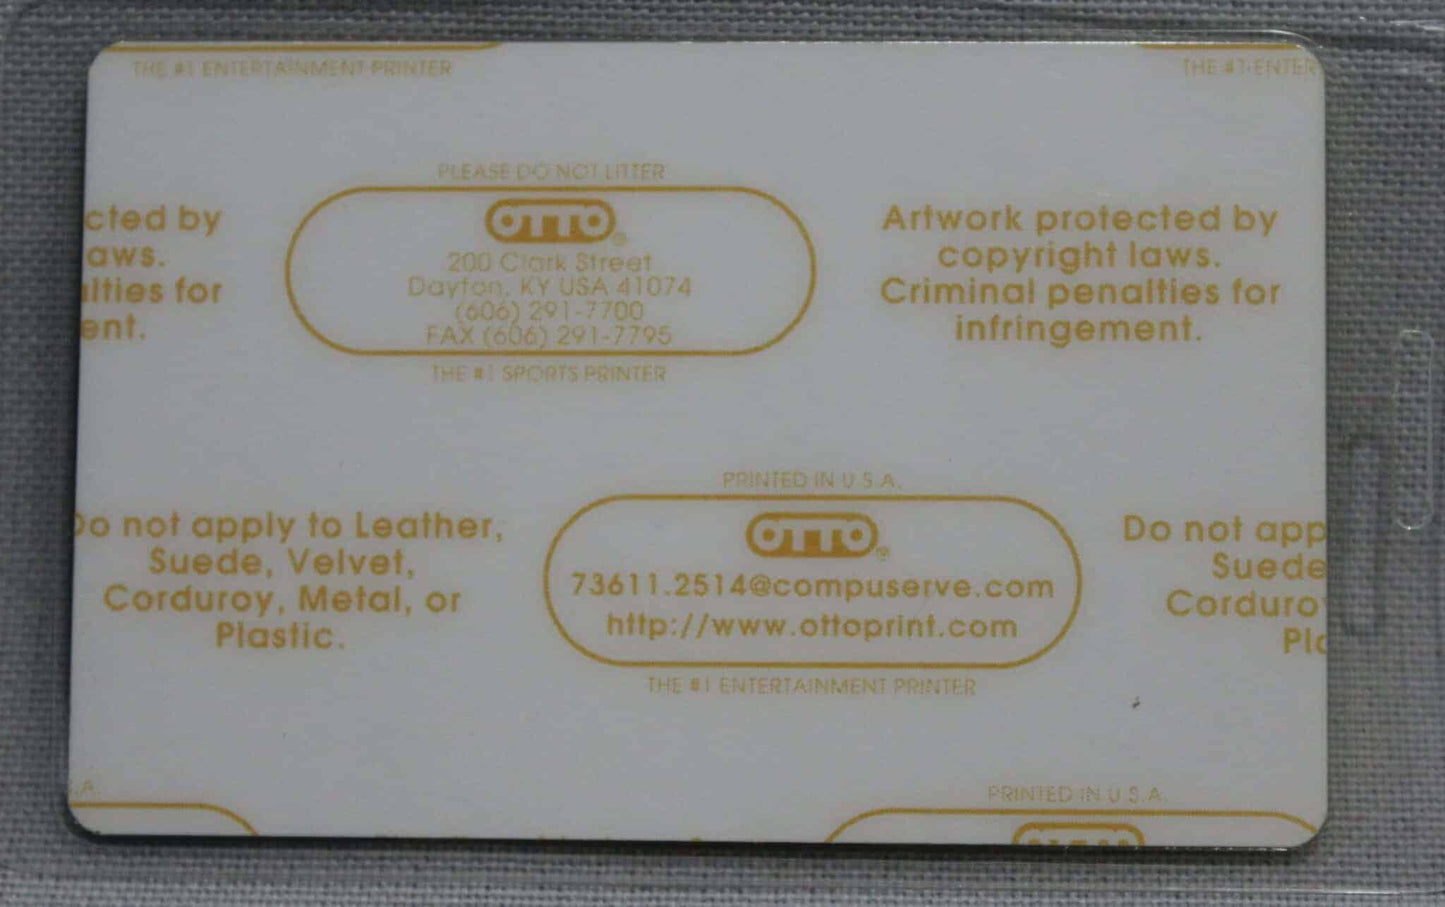 THE #1 ENTERTAINMENT PRINTER
THE #1 ENTER
PLEASE DO NOT LITTER
OTTO®
200 Clark Street
Dayton, KY USA 41074
(606) 291-7700
FAX (606) 291-7795
THE #1 SPORTS PRINTER
cted by
aws.
lties for
ent.
Artwork protected by
copyright laws.
Criminal penalties for
infringement.
Do not apply to Leather,
Suede, Velvet,
Corduroy, Metal, or
Plastic.
PRINTED IN U.S.A.
OTTO®
73611.2514@compuserve.com
http://www.ottoprint.com
THE #1 ENTERTAINMENT PRINTER
Do not app
Suede
Corduro
Pla
S.A.
PRINTED IN U.S.A.
OTTO